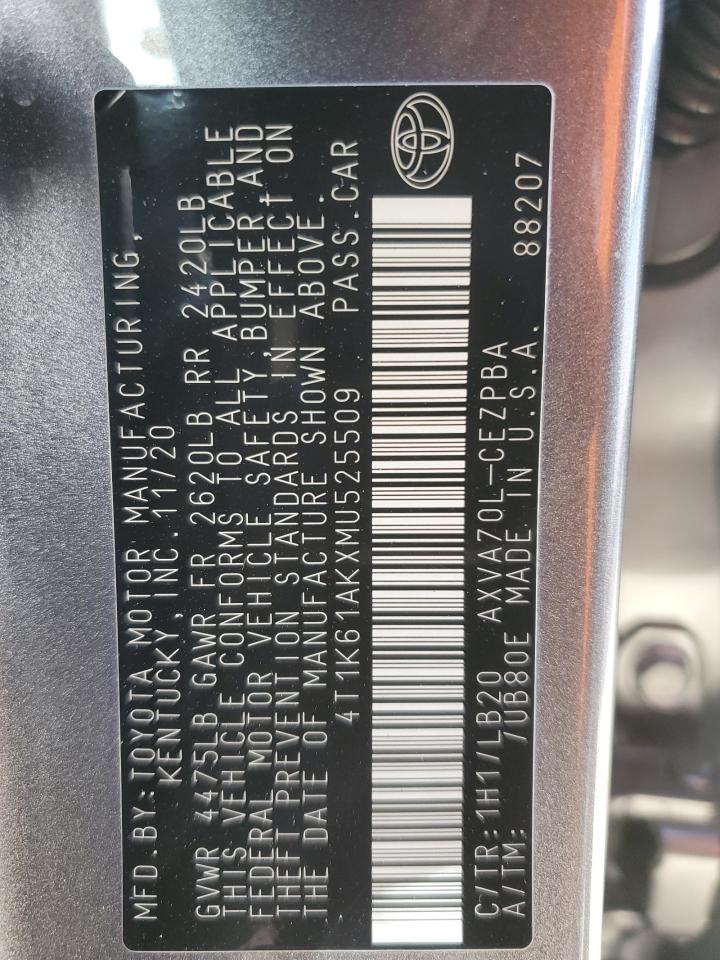 MFD.BY:TOYOTA MOTOR MANUFACTURING,
KENTUCKY, INC.11/20
GVWR 4475LB GAWR FR 2620LB RR 2420LB
THIS VEHICLE CONFORMS TO ALL APPLICABLE
FEDERAL MOTOR VEHICLE SAFETY,BUMPER,AND
THEFT PREVENTION STANDARDS IN EFFECT ON
THE DATE OF MANUFACTURE SHOWN ABOVE.
4T1K61AKXMU525509 PASS.CAR
C/TR:1H17/LB20 AXVA70L-CEZPBA
A/TM: /UB80E MADE IN U.S.A. 88207